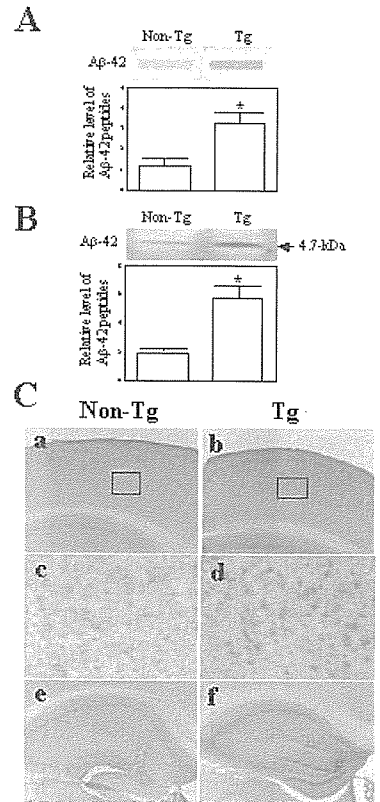 A
Non-Tg Tg
Aβ-42
Relative level of
Aβ-42 peptides
*
B
Non-Tg Tg
Aβ-42
4.7-kDa
Relative level of
Aβ-42 peptides
*
C
Non-Tg Tg
a b
c d
e f